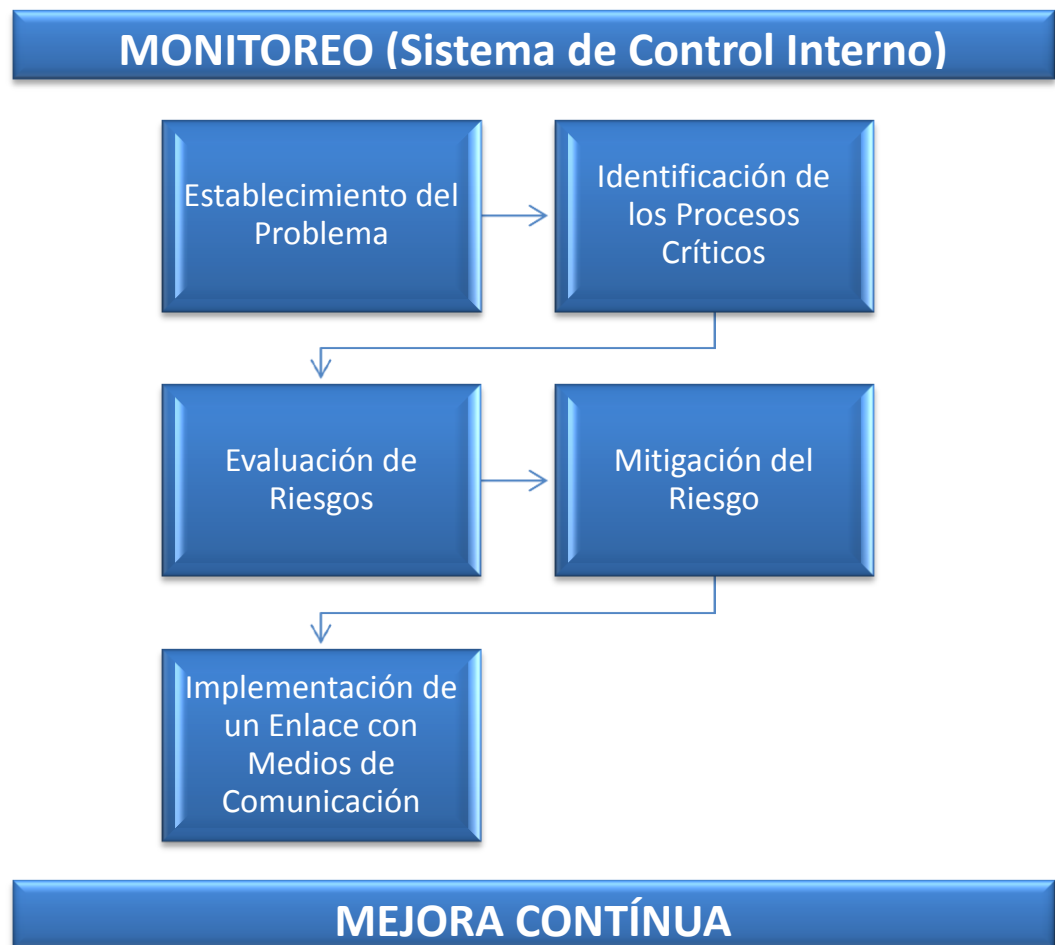 MONITOREO (Sistema de Control Interno)
Establecimiento del
Problema
Identificación de
los Procesos
Críticos
Evaluación de
Riesgos
Mitigación del
Riesgo
Implementación de
un Enlace con
Medios de
Comunicación
MEJORA CONTÍNUA